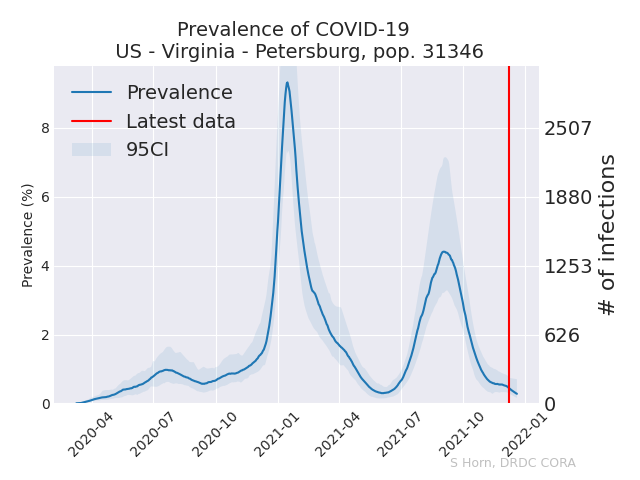 Prevalence of COVID-19
US - Virginia - Petersburg, pop. 31346
Prevalence
Latest data
95CI
Prevalence (%)
8
6
4
2
0
2507
1880
1253
626
0
# of infections
2020-04
2020-07
2020-10
2021-01
2021-04
2021-07
2021-10
2022-01
S Horn, DRDC CORA